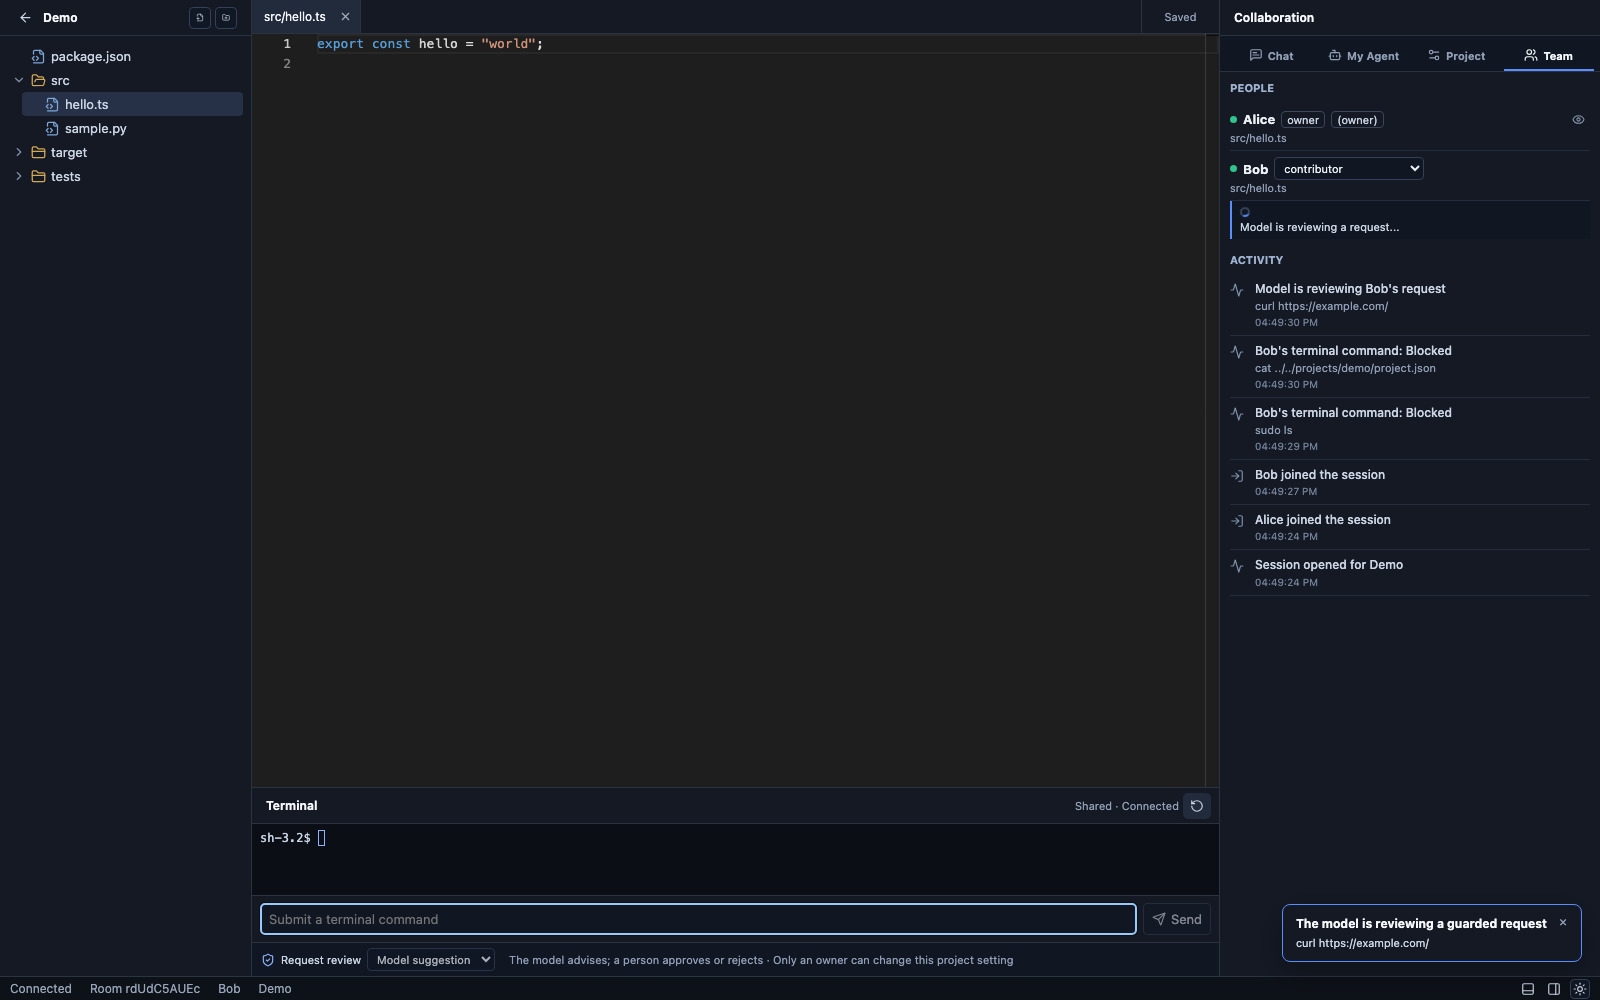 Demo
package.json
src
hello.ts
sample.py
target
tests
src/hello.ts
Saved
1 export const hello = "world";
2
Terminal
Shared · Connected
sh-3.2$
Submit a terminal command
Send
Request review
Model suggestion
The model advises; a person approves or rejects · Only an owner can change this project setting
Collaboration
Chat
My Agent
Project
Team
PEOPLE
Alice owner (owner)
src/hello.ts
Bob contributor
src/hello.ts
Model is reviewing a request...
ACTIVITY
Model is reviewing Bob's request
curl https://example.com/
04:49:30 PM
Bob's terminal command: Blocked
cat ../../projects/demo/project.json
04:49:30 PM
Bob's terminal command: Blocked
sudo ls
04:49:29 PM
Bob joined the session
04:49:27 PM
Alice joined the session
04:49:24 PM
Session opened for Demo
04:49:24 PM
The model is reviewing a guarded request
curl https://example.com/
Connected
Room rdUdC5AUEc
Bob
Demo